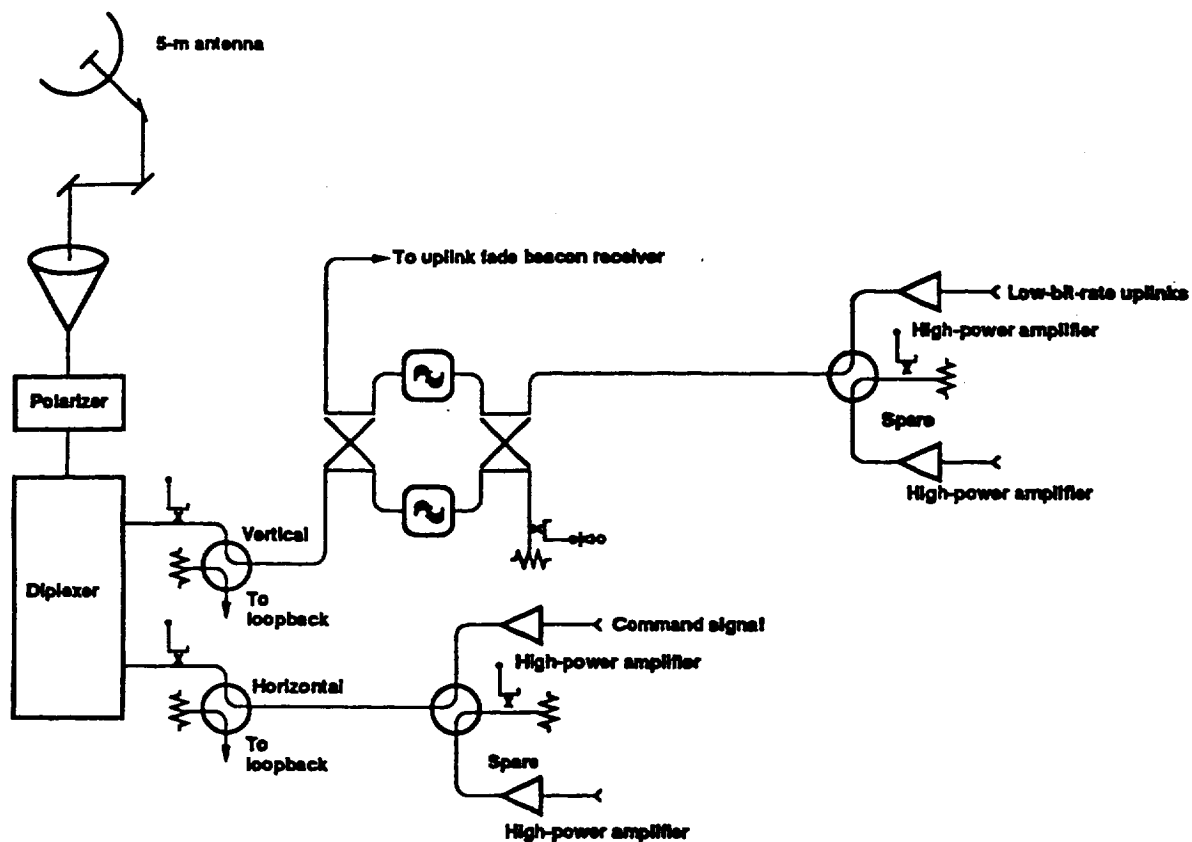 5-m antenna
To uplink fade beacon receiver
Low-bit-rate uplinks
High-power amplifier
Polarizer
Spare
High-power amplifier
Vertical
Diplexer
To
loopback
Command signal
High-power amplifier
Horizontal
To
loopback
Spare
High-power amplifier